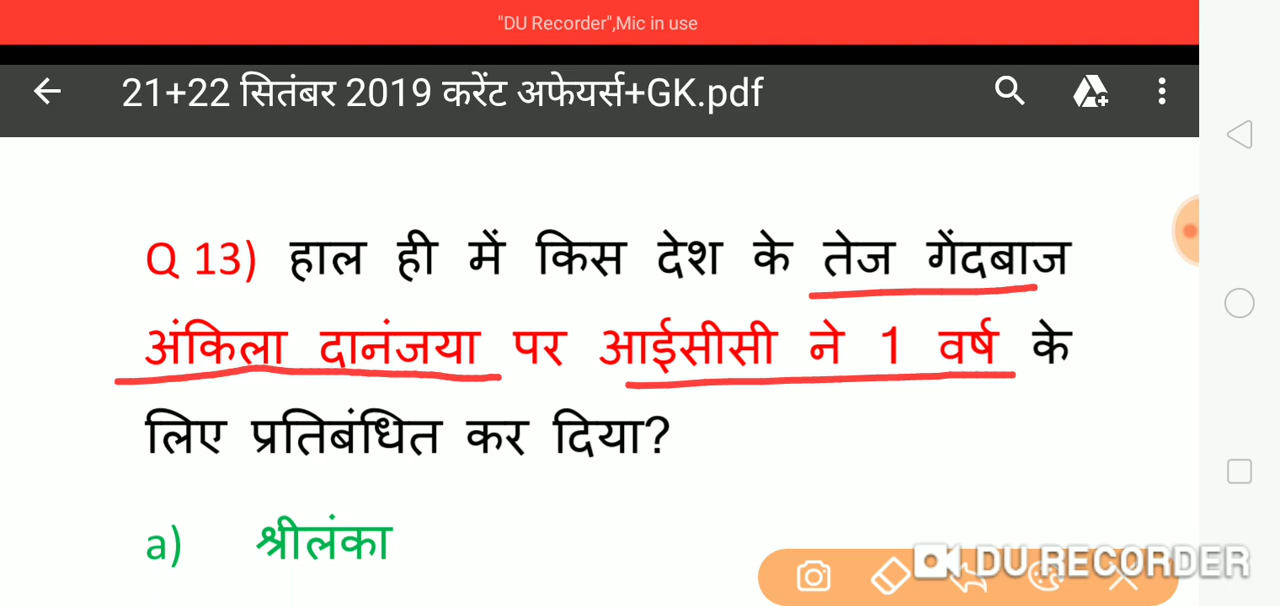 "DU Recorder",Mic in use
21+22 सितंबर 2019 करेंट अफेयर्स+GK.pdf
Q 13) हाल ही में किस देश के तेज गेंदबाज
अंकिला दानंजया पर आईसीसी ने 1 वर्ष के
लिए प्रतिबंधित कर दिया?
a) श्रीलंका
DU RECORDER